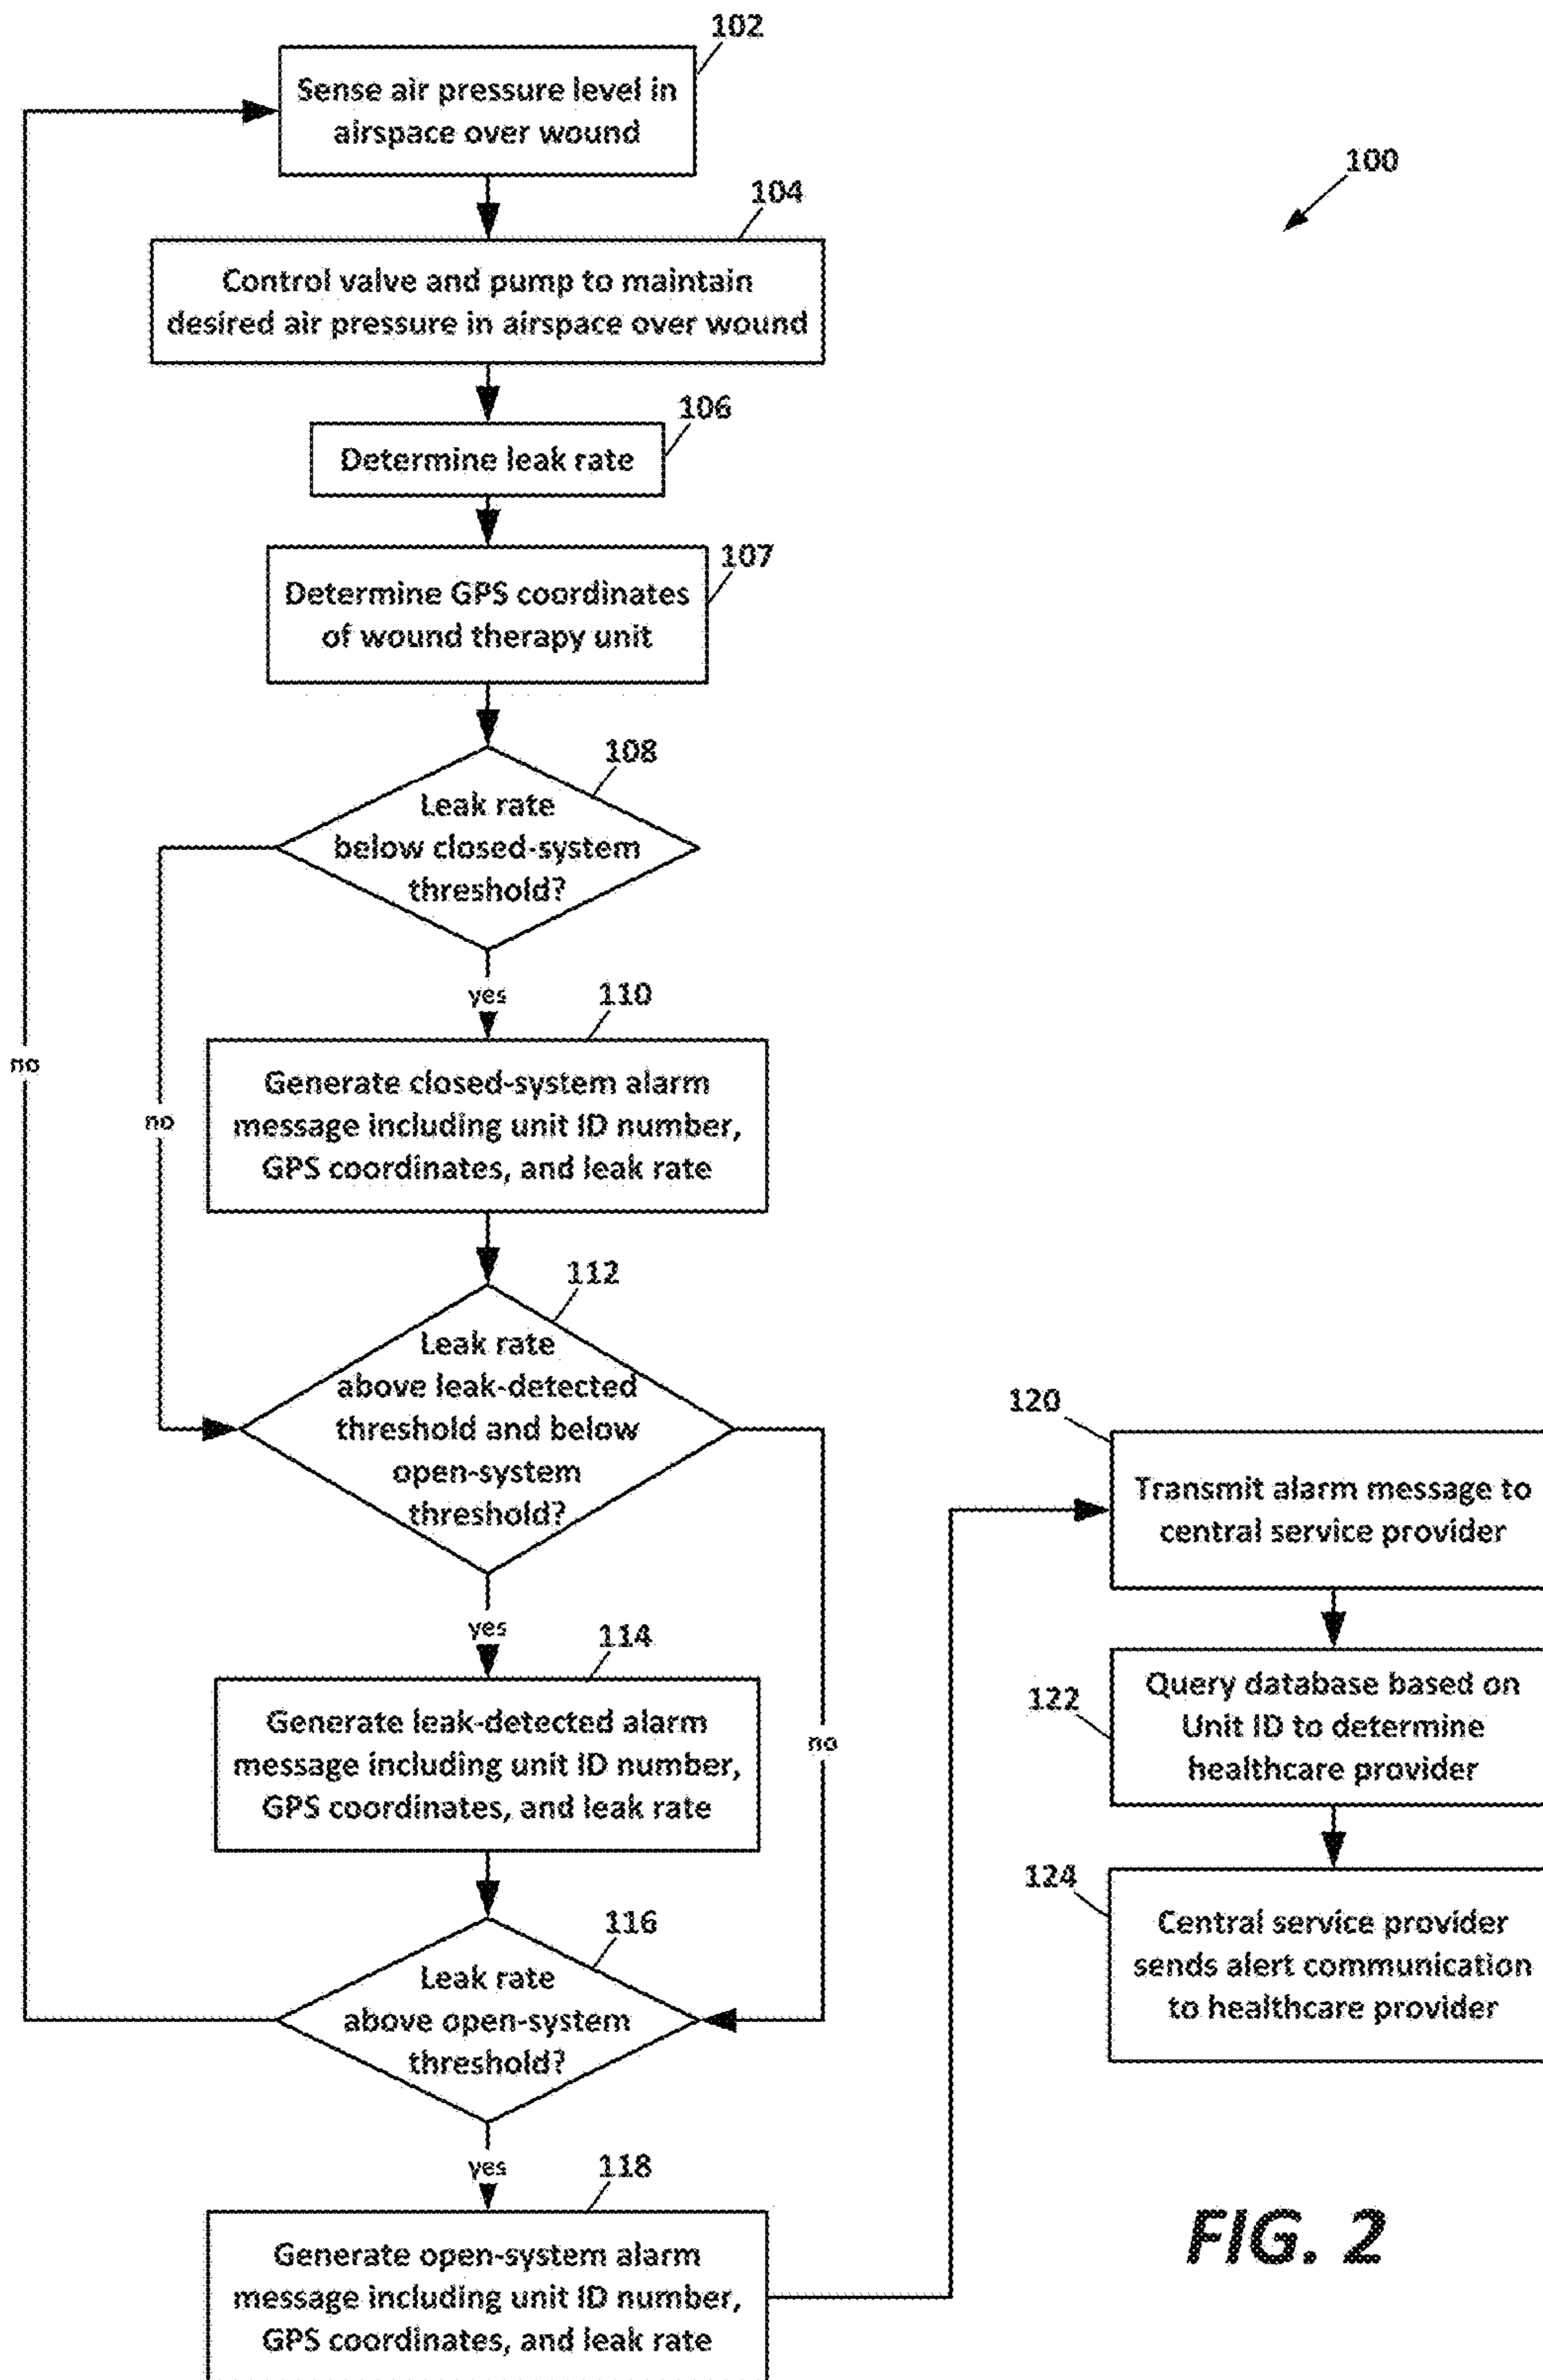 102
Sense air pressure level in
airspace over wound
100
104
Control valve and pump to maintain
desired air pressure in airspace over wound
106
Determine leak rate
107
Determine GPS coordinates
of wound therapy unit
108
Leak rate
below closed-system
threshold?
yes
110
no
no
Generate closed-system alarm
message including unit ID number,
GPS coordinates, and leak rate
112
Leak rate
above leak-detected
threshold and below
open-system
threshold?
yes
114
no
Generate leak-detected alarm
message including unit ID number,
GPS coordinates, and leak rate
116
Leak rate
above open-system
threshold?
yes
118
Generate open-system alarm
message including unit ID number,
GPS coordinates, and leak rate
120
Transmit alarm message to
central service provider
122
Query database based on
Unit ID to determine
healthcare provider
124
Central service provider
sends alert communication
to healthcare provider
FIG. 2